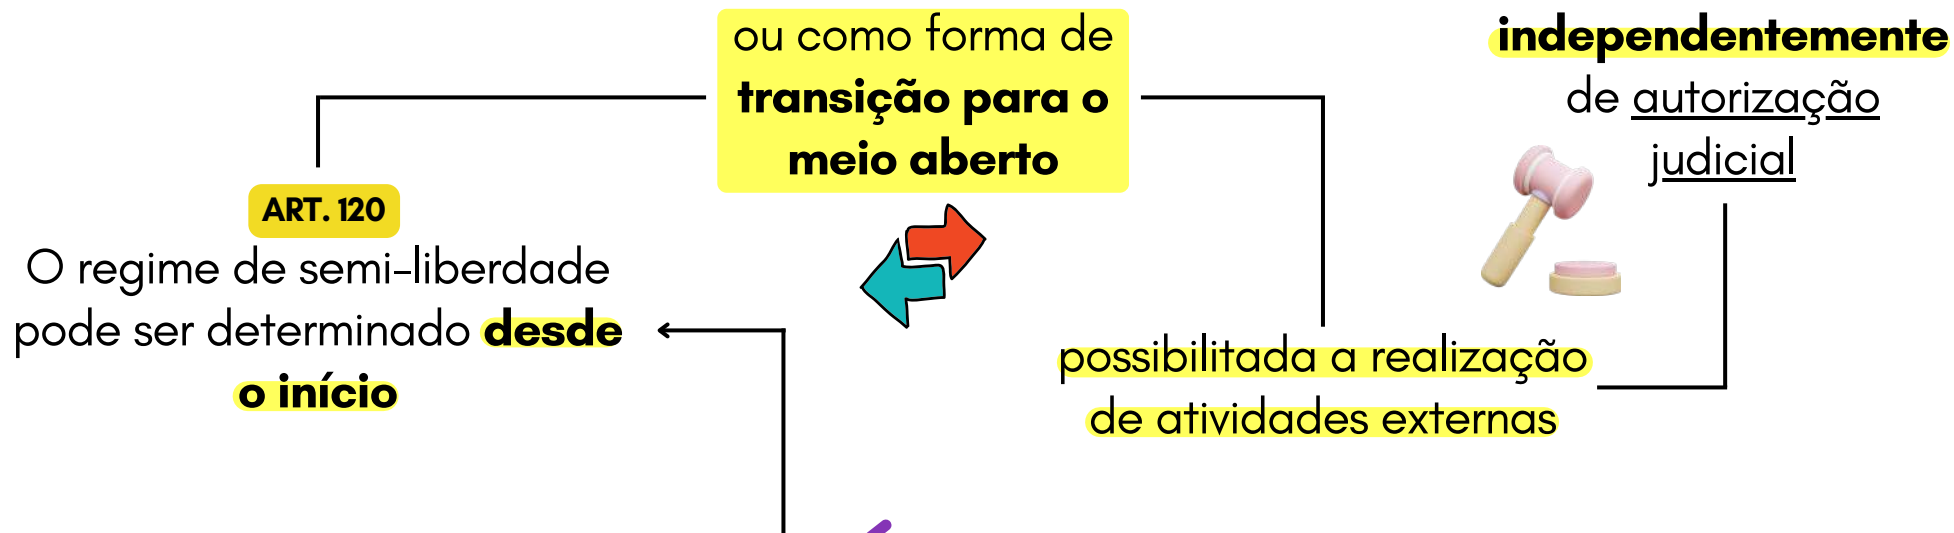 ART. 120
O regime de semi-liberdade
pode ser determinado desde
o início
ou como forma de
transição para o
meio aberto
possibilitada a realização
de atividades externas
independentemente
de autorização
judicial